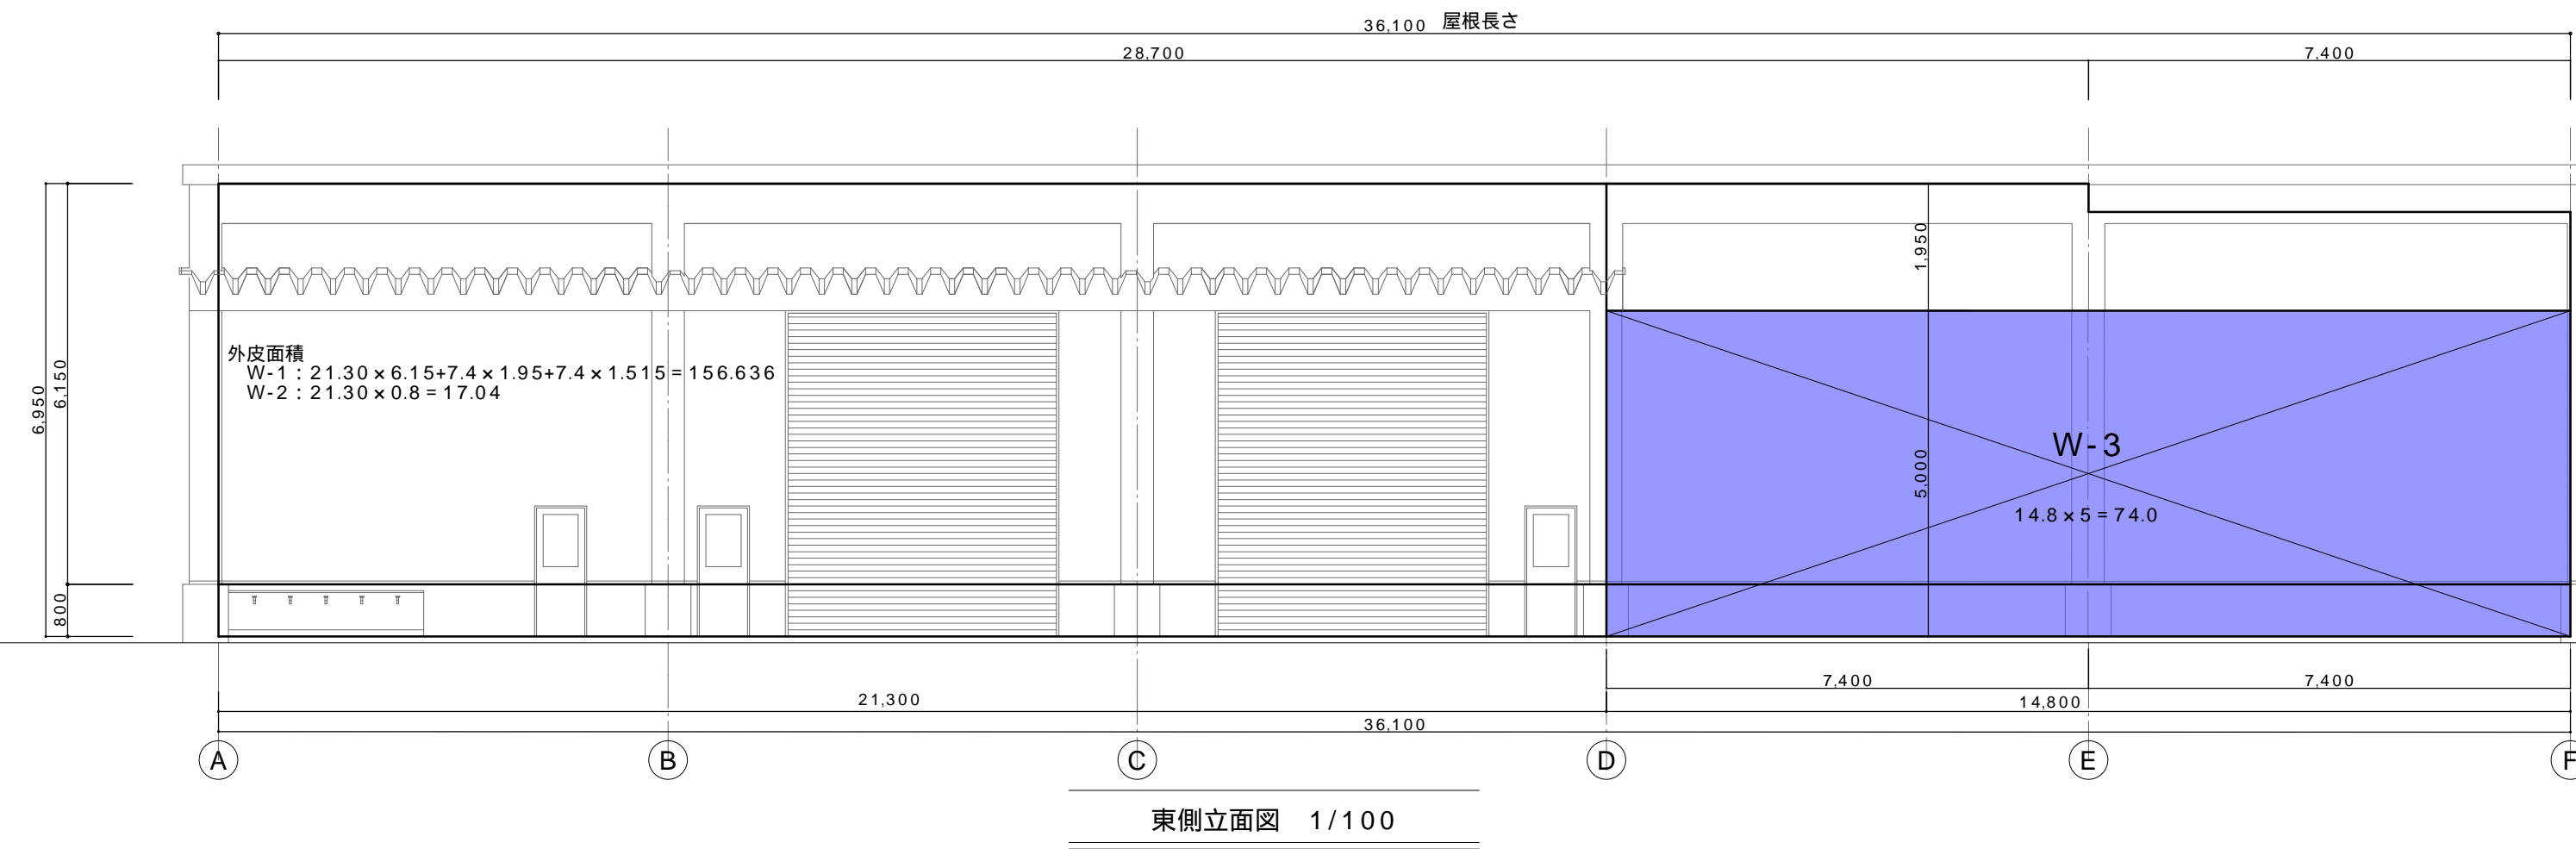 36,100 屋根長さ
28,700
7,400
6,950
6,150
800
外皮面積
W-1：21.30×6.15+7.4×1.95+7.4×1.515=156.636
W-2：21.30×0.8=17.04
1,950
5,000
W-3
14.8×5=74.0
7,400
7,400
21,300
14,800
36,100
A
B
C
D
E
F
東側立面図 1/100